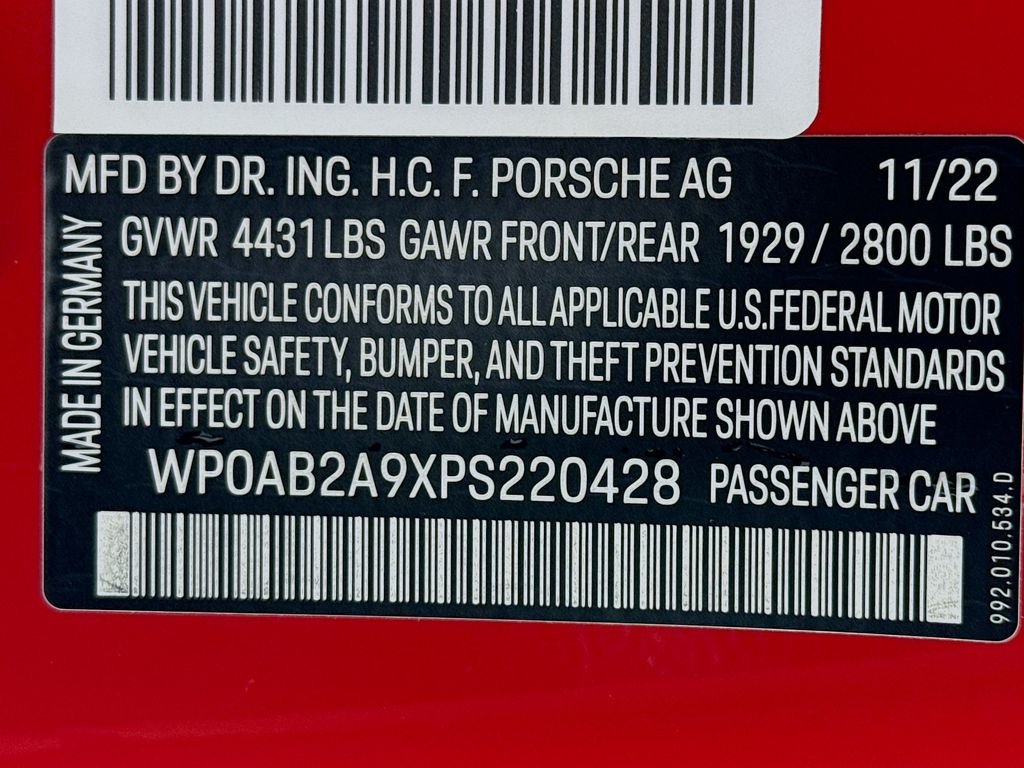 MFD BY DR. ING. H.C. F. PORSCHE AG 11/22
GVWR 4431 LBS GAWR FRONT/REAR 1929 / 2800 LBS
THIS VEHICLE CONFORMS TO ALL APPLICABLE U.S.FEDERAL MOTOR
VEHICLE SAFETY, BUMPER, AND THEFT PREVENTION STANDARDS
IN EFFECT ON THE DATE OF MANUFACTURE SHOWN ABOVE
WP0AB2A9XPS220428 PASSENGER CAR
MADE IN GERMANY
992.010.534.D